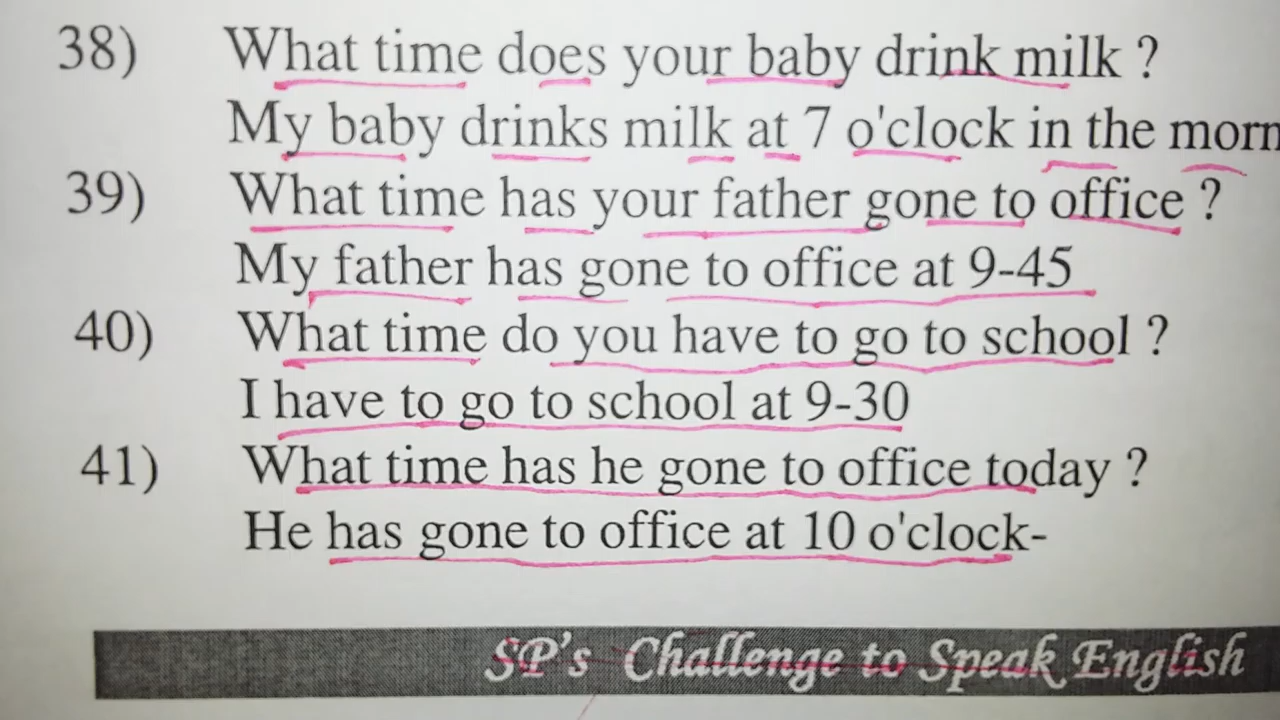 38) What time does your baby drink milk ?
My baby drinks milk at 7 o'clock in the morn
39) What time has your father gone to office ?
My father has gone to office at 9-45
40) What time do you have to go to school ?
I have to go to school at 9-30
41) What time has he gone to office today ?
He has gone to office at 10 o'clock-
SP's Challenge to Speak English